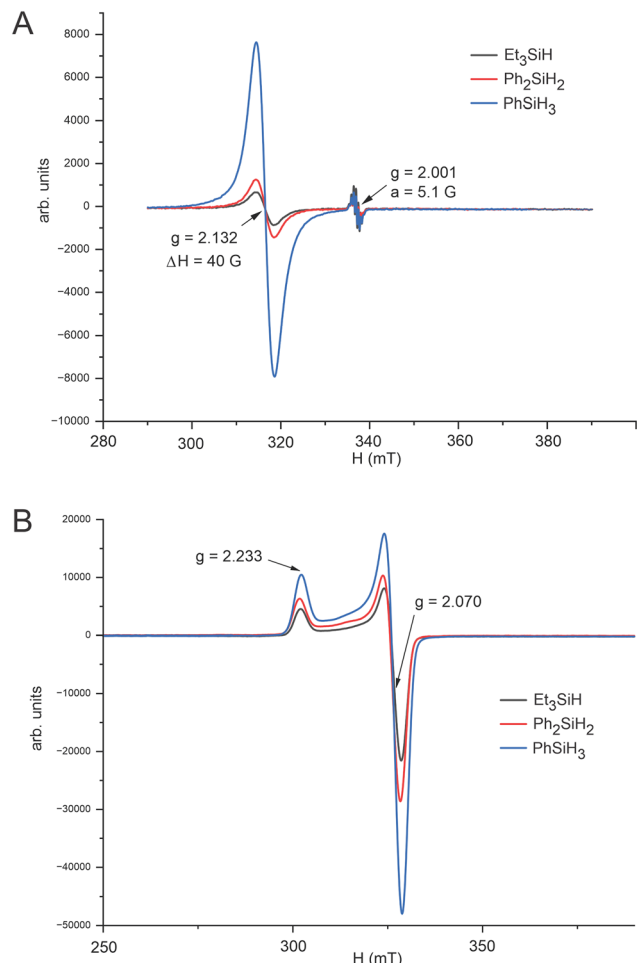 A
8000
6000
4000
2000
0
−2000
−4000
−6000
−8000
−10000
arb. units
Et₃SiH
Ph₂SiH₂
PhSiH₃
g = 2.001
a = 5.1 G
g = 2.132
ΔH = 40 G
280 300 320 340 360 380
H (mT)
B
20000
10000
0
−10000
−20000
−30000
−40000
−50000
arb. units
g = 2.233
g = 2.070
Et₃SiH
Ph₂SiH₂
PhSiH₃
250 300 350
H (mT)